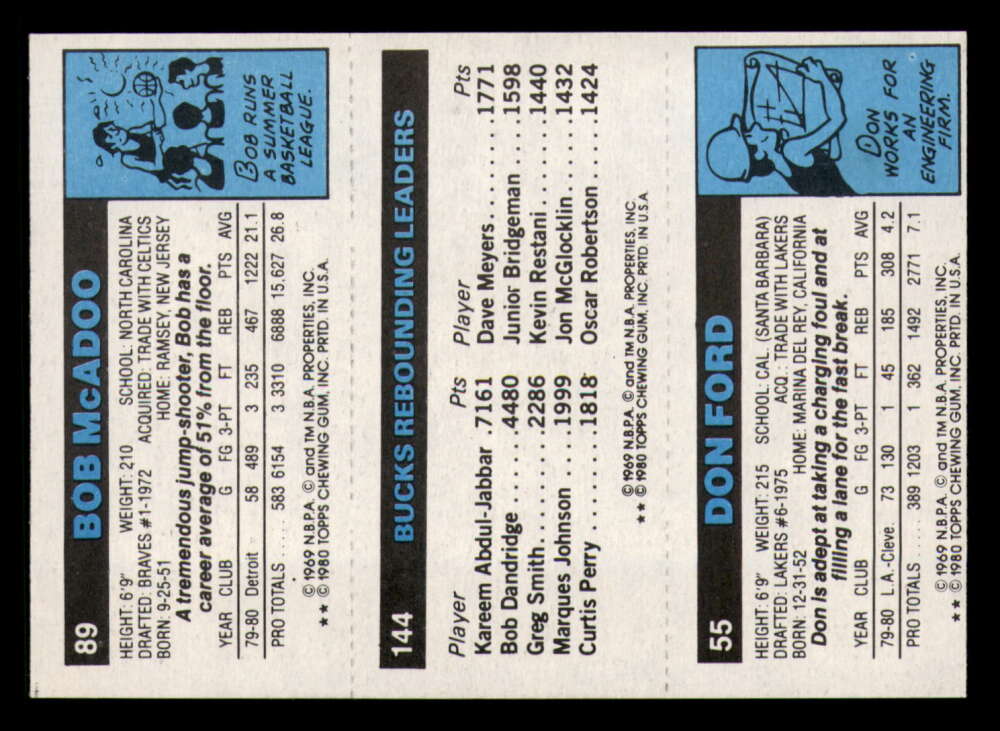 89 BOB McADOO
HEIGHT: 6'9" WEIGHT: 210 SCHOOL: NORTH CAROLINA
DRAFTED: BRAVES #1-1972 ACQUIRED: TRADE WITH CELTICS
BORN: 9-25-51 HOME: RAMSEY, NEW JERSEY
A tremendous jump-shooter, Bob has a
career average of 51% from the floor.
YEAR CLUB G FG 3-PT FT REB PTS AVG
79-80 Detroit 58 489 3 235 467 1222 21.1
PRO TOTALS .... 583 6154 3 3310 6888 15,627 26.8
© 1969 N.B.P.A. © and TM N.B.A. PROPERTIES, INC.
★★ © 1980 TOPPS CHEWING GUM, INC. PRTD. IN U.S.A.
BOB RUNS
A SUMMER
BASKETBALL
LEAGUE.
144 BUCKS REBOUNDING LEADERS
Player Pts Player Pts
Kareem Abdul-Jabbar .7161 Dave Meyers........1771
Bob Dandridge.......4480 Junior Bridgeman....1598
Greg Smith..........2286 Kevin Restani.......1440
Marques Johnson ....1999 Jon McGlocklin......1432
Curtis Perry ........1818 Oscar Robertson.....1424
© 1969 N.B.P.A. © and TM N.B.A. PROPERTIES, INC.
★★ © 1980 TOPPS CHEWING GUM, INC. PRTD. IN U.S.A.
55 DON FORD
HEIGHT: 6'9" WEIGHT: 215 SCHOOL: CAL. (SANTA BARBARA)
DRAFTED: LAKERS #6-1975 ACQ.: TRADE WITH LAKERS
BORN: 12-31-52 HOME: MARINA DEL REY, CALIFORNIA
Don is adept at taking a charging foul and at
filling a lane for the fast break.
YEAR CLUB G FG 3-PT FT REB PTS AVG
79-80 L.A.-Cleve. 73 130 1 45 185 308 4.2
PRO TOTALS .... 389 1203 1 362 1492 2771 7.1
© 1969 N.B.P.A. © and TM N.B.A. PROPERTIES, INC.
★★ © 1980 TOPPS CHEWING GUM, INC. PRTD. IN U.S.A.
DON
WORKS FOR
AN
ENGINEERING
FIRM.